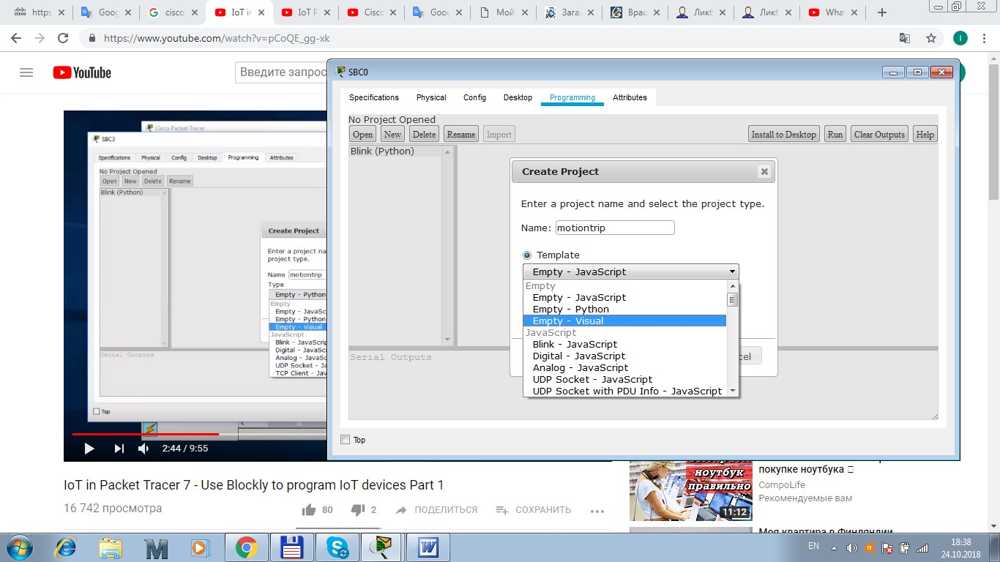 https
Goog
cisco
IoT in
IoT P
Cisco
Goog
Мой
Загал
Вращ
Ликб
Ликб
What
https://www.youtube.com/watch?v=pCoQE_gg-xk
I
YouTube
Введите запрос
Cisco Packet Tracer
SBC3
Specifications Physical Config Desktop Programming Attributes
No Project Opened
Open New Delete Rename
Blink (Python)
Create Project
Enter a project na
project type.
Name motiontrip
Type
Empty - Python
Empty
Empty - JavaSc
Empty - Python
Empty - Visual
JavaScript
Blink - JavaScrip
Digital - JavaScr
Analog - JavaSc
UDP Socket - Ja
TCP Client - Jav
Serial Outputs
Top
2:44 / 9:55
SBC0
Specifications Physical Config Desktop Programming Attributes
No Project Opened
Open New Delete Rename Import Install to Desktop Run Clear Outputs Help
Blink (Python)
Create Project
Enter a project name and select the project type.
Name: motiontrip
Template
Empty - JavaScript
Empty
Empty - JavaScript
Empty - Python
Empty - Visual
JavaScript
Blink - JavaScript
Digital - JavaScript
Analog - JavaScript
UDP Socket - JavaScript
UDP Socket with PDU Info - JavaScript
cel
Serial Outputs
Top
IoT in Packet Tracer 7 - Use Blockly to program IoT devices Part 1
16 742 просмотра
80
2
ПОДЕЛИТЬСЯ
СОХРАНИТЬ
ноутбук
правильно
11:12
покупке ноутбука
CompoLife
Рекомендуемые вам
Моя квартира в Финляндии
EN
18:38
24.10.2018